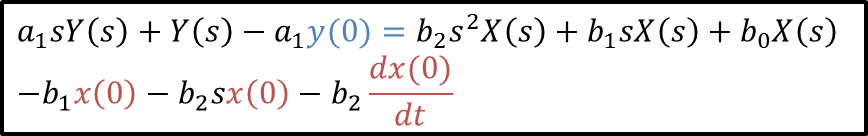 a₁sY(s) + Y(s) − a₁y(0) = b₂s²X(s) + b₁sX(s) + b₀X(s)
−b₁x(0) − b₂sx(0) − b₂ dx(0)/dt